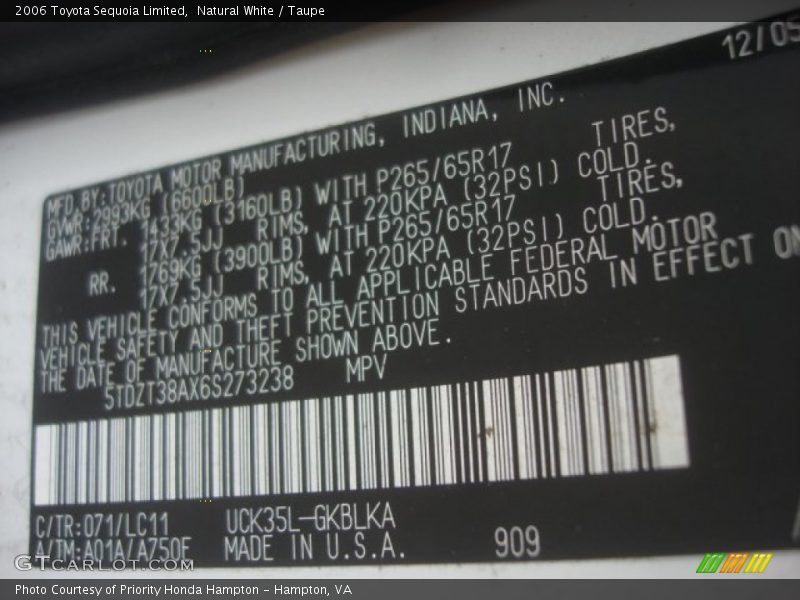 2006 Toyota Sequoia Limited, Natural White / Taupe
12/05
MFD.BY:TOYOTA MOTOR MANUFACTURING, INDIANA, INC.
GVWR:2993KG (6600LB)
GAWR:FRT. 1433KG (3160LB) WITH P265/65R17 TIRES,
17X7.5JJ RIMS, AT 220KPA (32PSI) COLD.
RR. 1769KG (3900LB) WITH P265/65R17 TIRES,
17X7.5JJ RIMS, AT 220KPA (32PSI) COLD.
THIS VEHICLE CONFORMS TO ALL APPLICABLE FEDERAL MOTOR
VEHICLE SAFETY AND THEFT PREVENTION STANDARDS IN EFFECT ON
THE DATE OF MANUFACTURE SHOWN ABOVE.
5TDZT38AX6S273238 MPV
C/TR:071/LC11 UCK35L-GKBLKA
A/TM:A01A/A750F MADE IN U.S.A. 909
GTCARLOT.COM
Photo Courtesy of Priority Honda Hampton - Hampton, VA